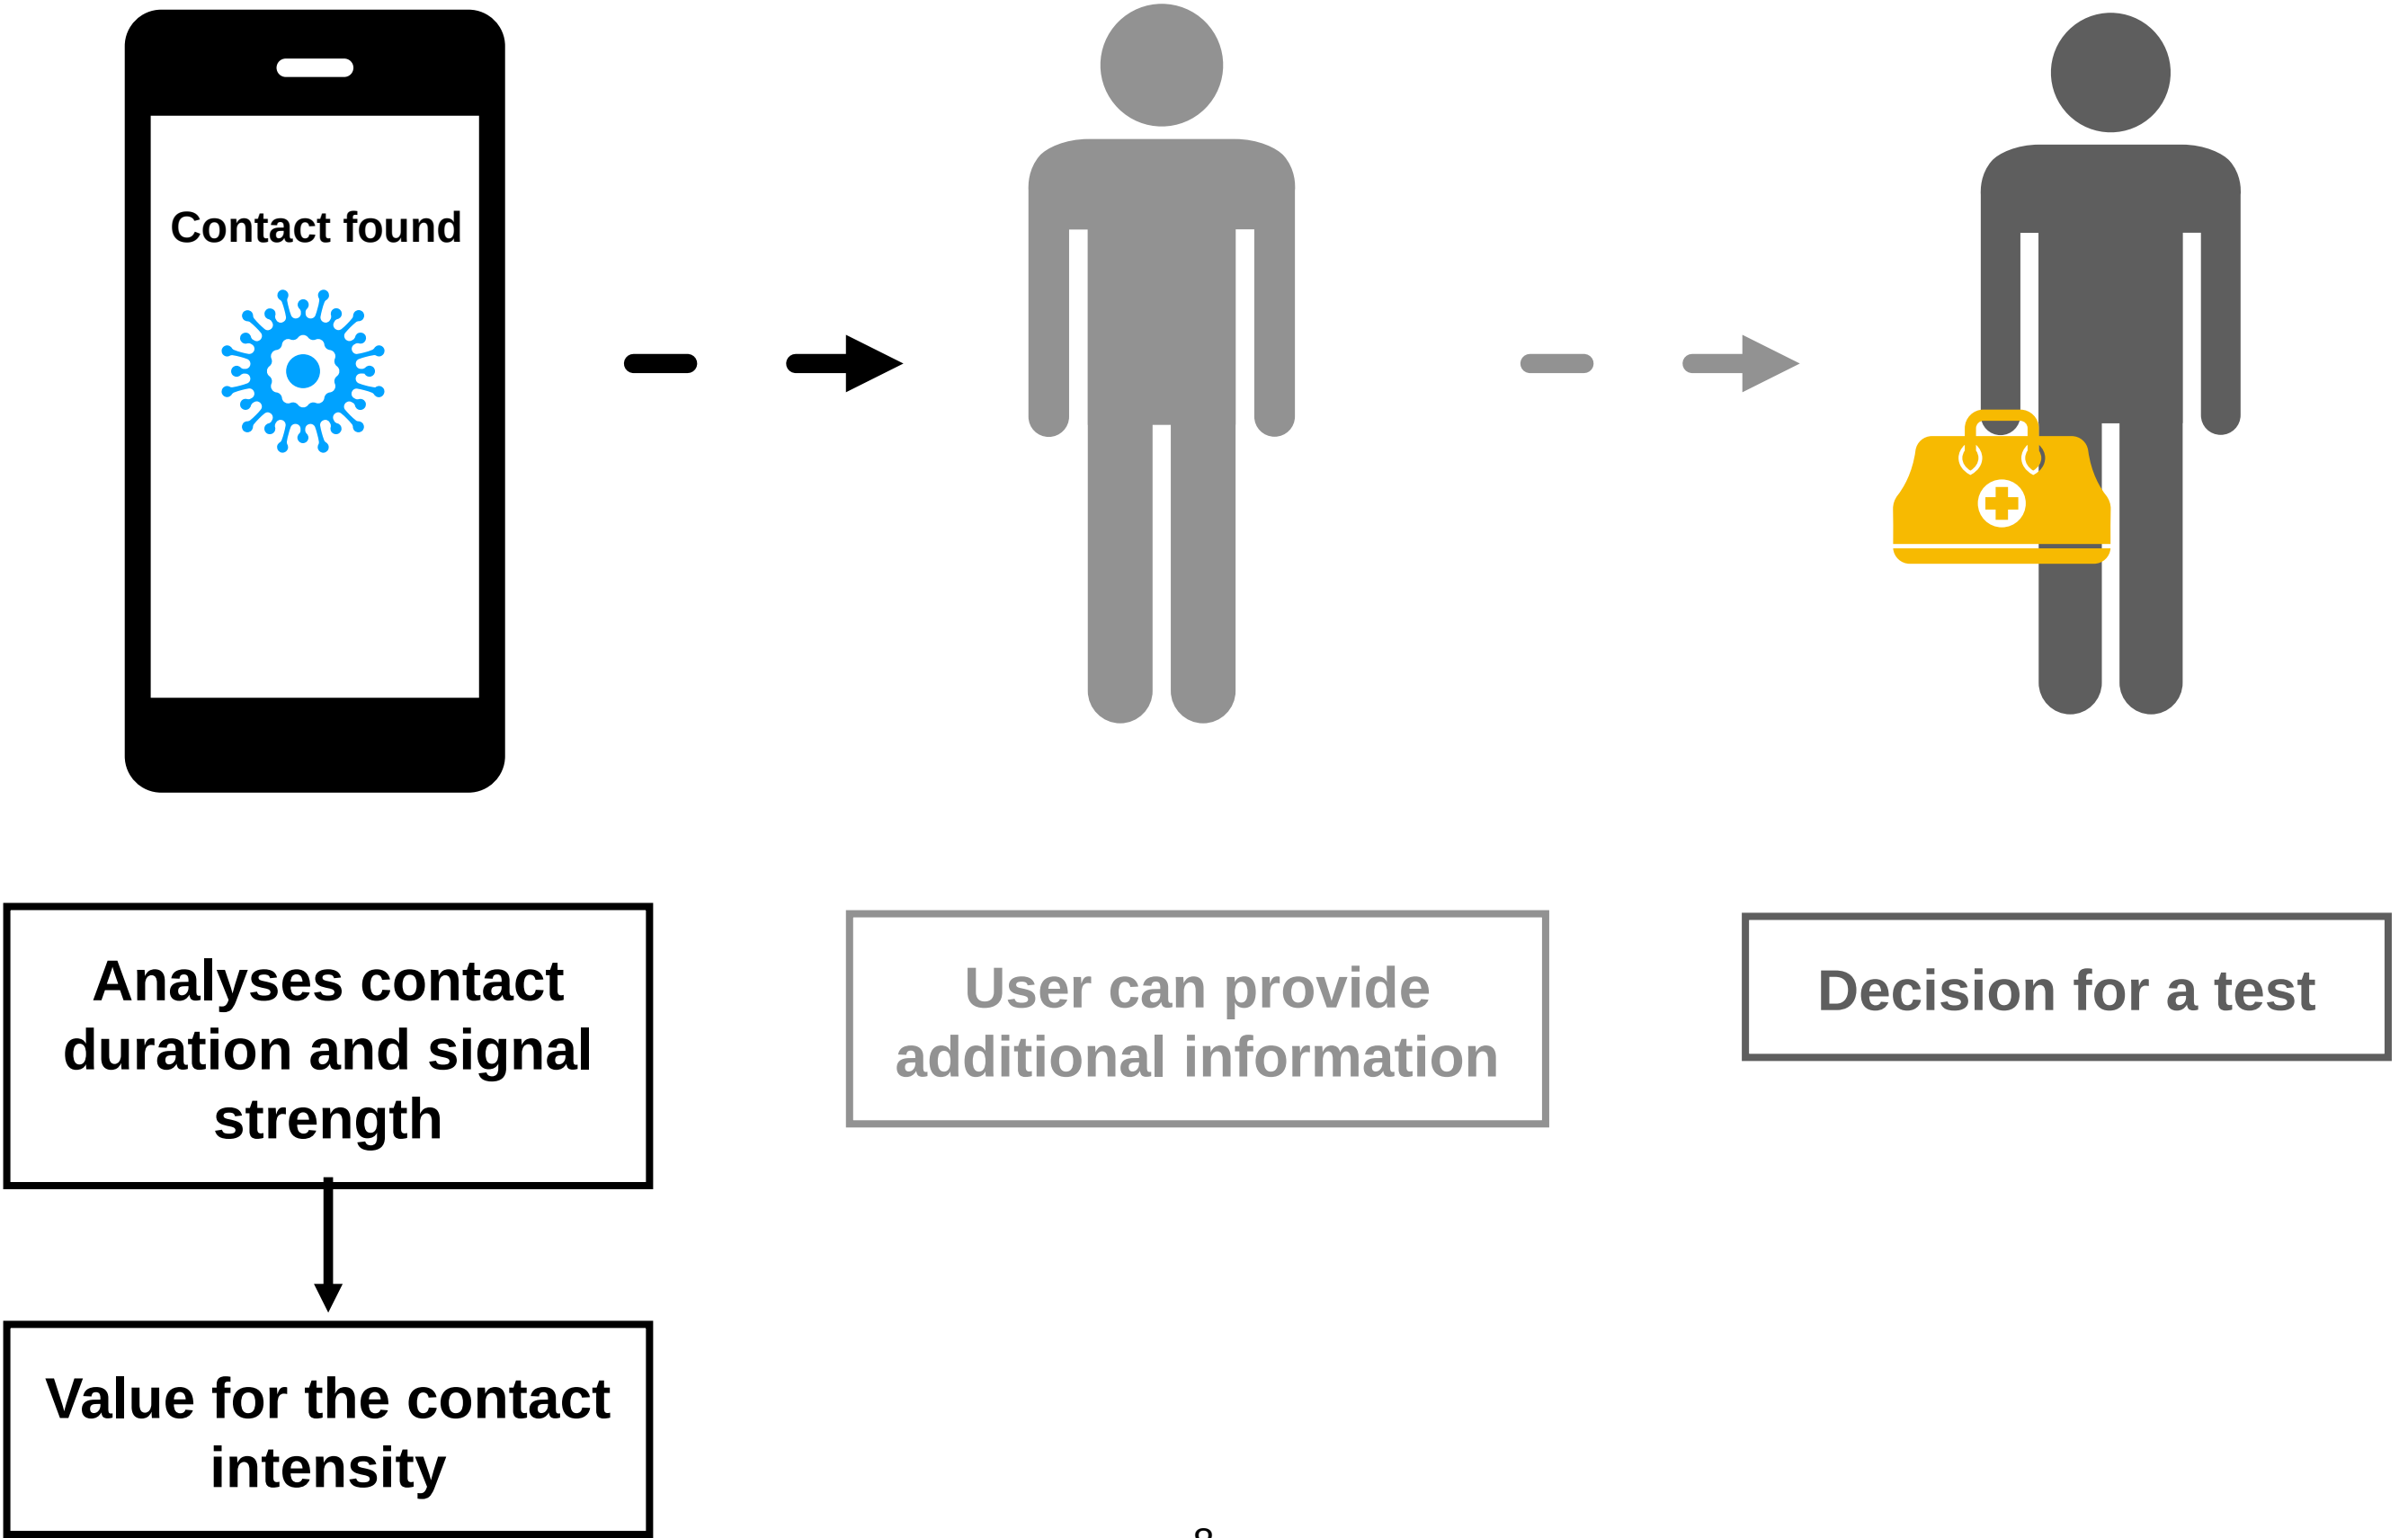 Contact found
Analyses contact
duration and signal
strength
User can provide
additional information
Decision for a test
Value for the contact
intensity